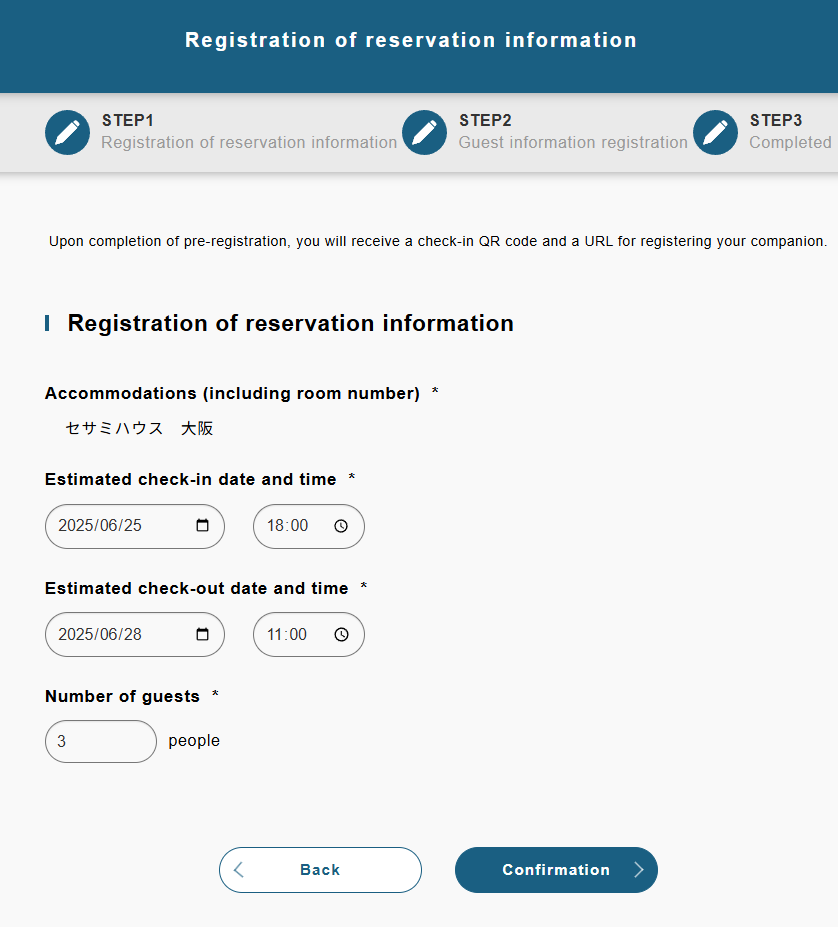 Registration of reservation information
STEP1
Registration of reservation information
STEP2
Guest information registration
STEP3
Completed
Upon completion of pre-registration, you will receive a check-in QR code and a URL for registering your companion.
Registration of reservation information
Accommodations (including room number) *
セサミハウス　大阪
Estimated check-in date and time *
2025/06/25 18:00
Estimated check-out date and time *
2025/06/28 11:00
Number of guests *
3 people
Back Confirmation